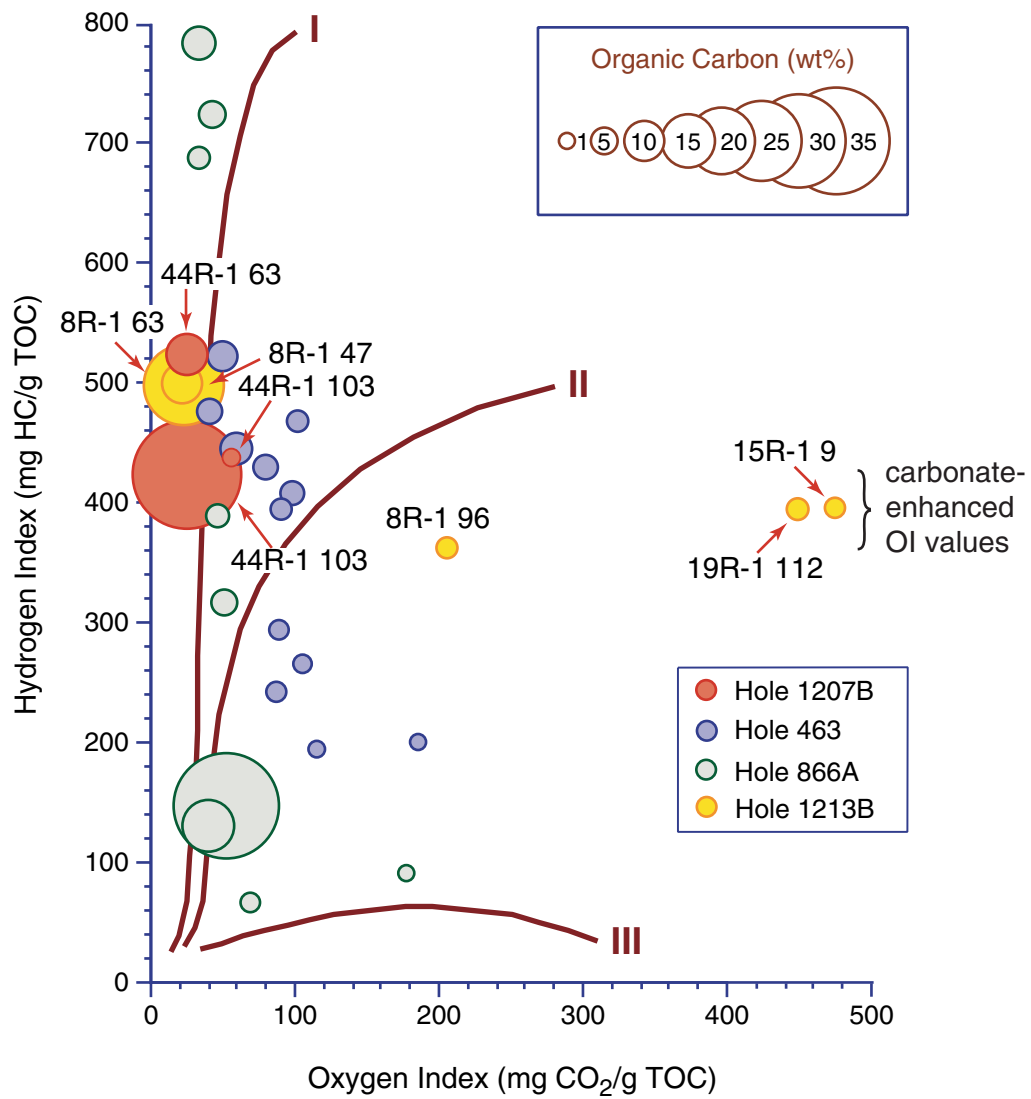 800
700
600
500
400
300
200
100
0
Hydrogen Index (mg HC/g TOC)
I
Organic Carbon (wt%)
1 5 10 15 20 25 30 35
44R-1 63
8R-1 63
8R-1 47
44R-1 103
II
15R-1 9
carbonate-
enhanced
OI values
8R-1 96
44R-1 103
19R-1 112
Hole 1207B
Hole 463
Hole 866A
Hole 1213B
III
0 100 200 300 400 500
Oxygen Index (mg CO₂/g TOC)